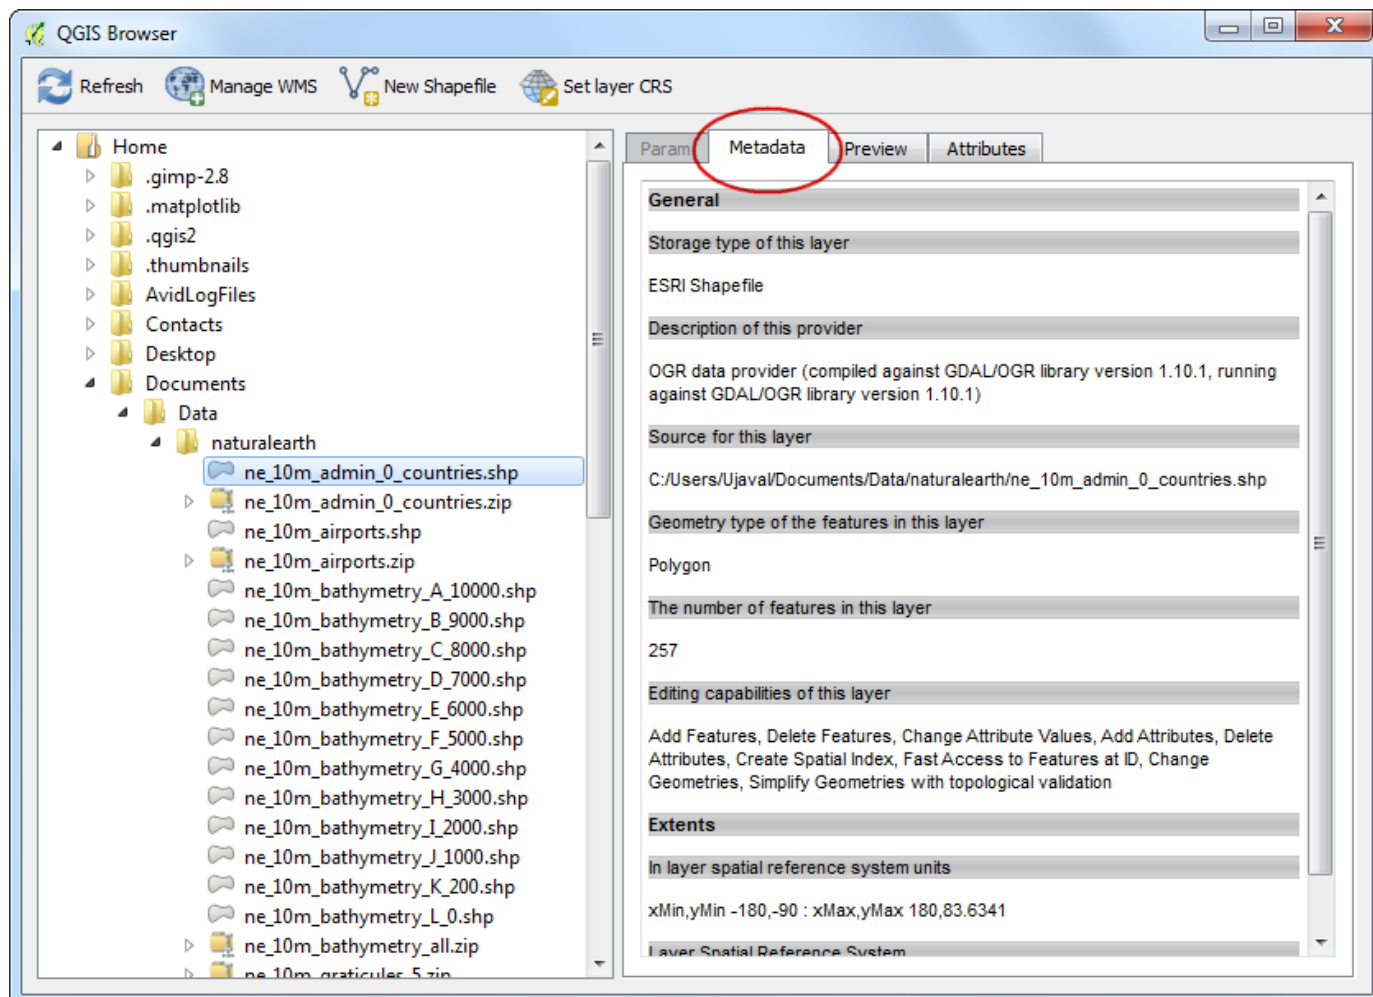 QGIS Browser
Refresh Manage WMS New Shapefile Set layer CRS
Home
.gimp-2.8
.matplotlib
.qgis2
.thumbnails
AvidLogFiles
Contacts
Desktop
Documents
Data
naturalearth
ne_10m_admin_0_countries.shp
ne_10m_admin_0_countries.zip
ne_10m_airports.shp
ne_10m_airports.zip
ne_10m_bathymetry_A_10000.shp
ne_10m_bathymetry_B_9000.shp
ne_10m_bathymetry_C_8000.shp
ne_10m_bathymetry_D_7000.shp
ne_10m_bathymetry_E_6000.shp
ne_10m_bathymetry_F_5000.shp
ne_10m_bathymetry_G_4000.shp
ne_10m_bathymetry_H_3000.shp
ne_10m_bathymetry_I_2000.shp
ne_10m_bathymetry_J_1000.shp
ne_10m_bathymetry_K_200.shp
ne_10m_bathymetry_L_0.shp
ne_10m_bathymetry_all.zip
ne_10m_graticules_5.zip
Param Metadata Preview Attributes
General
Storage type of this layer
ESRI Shapefile
Description of this provider
OGR data provider (compiled against GDAL/OGR library version 1.10.1, running
against GDAL/OGR library version 1.10.1)
Source for this layer
C:/Users/Ujaval/Documents/Data/naturalearth/ne_10m_admin_0_countries.shp
Geometry type of the features in this layer
Polygon
The number of features in this layer
257
Editing capabilities of this layer
Add Features, Delete Features, Change Attribute Values, Add Attributes, Delete
Attributes, Create Spatial Index, Fast Access to Features at ID, Change
Geometries, Simplify Geometries with topological validation
Extents
In layer spatial reference system units
xMin,yMin -180,-90 : xMax,yMax 180,83.6341
Layer Spatial Reference System